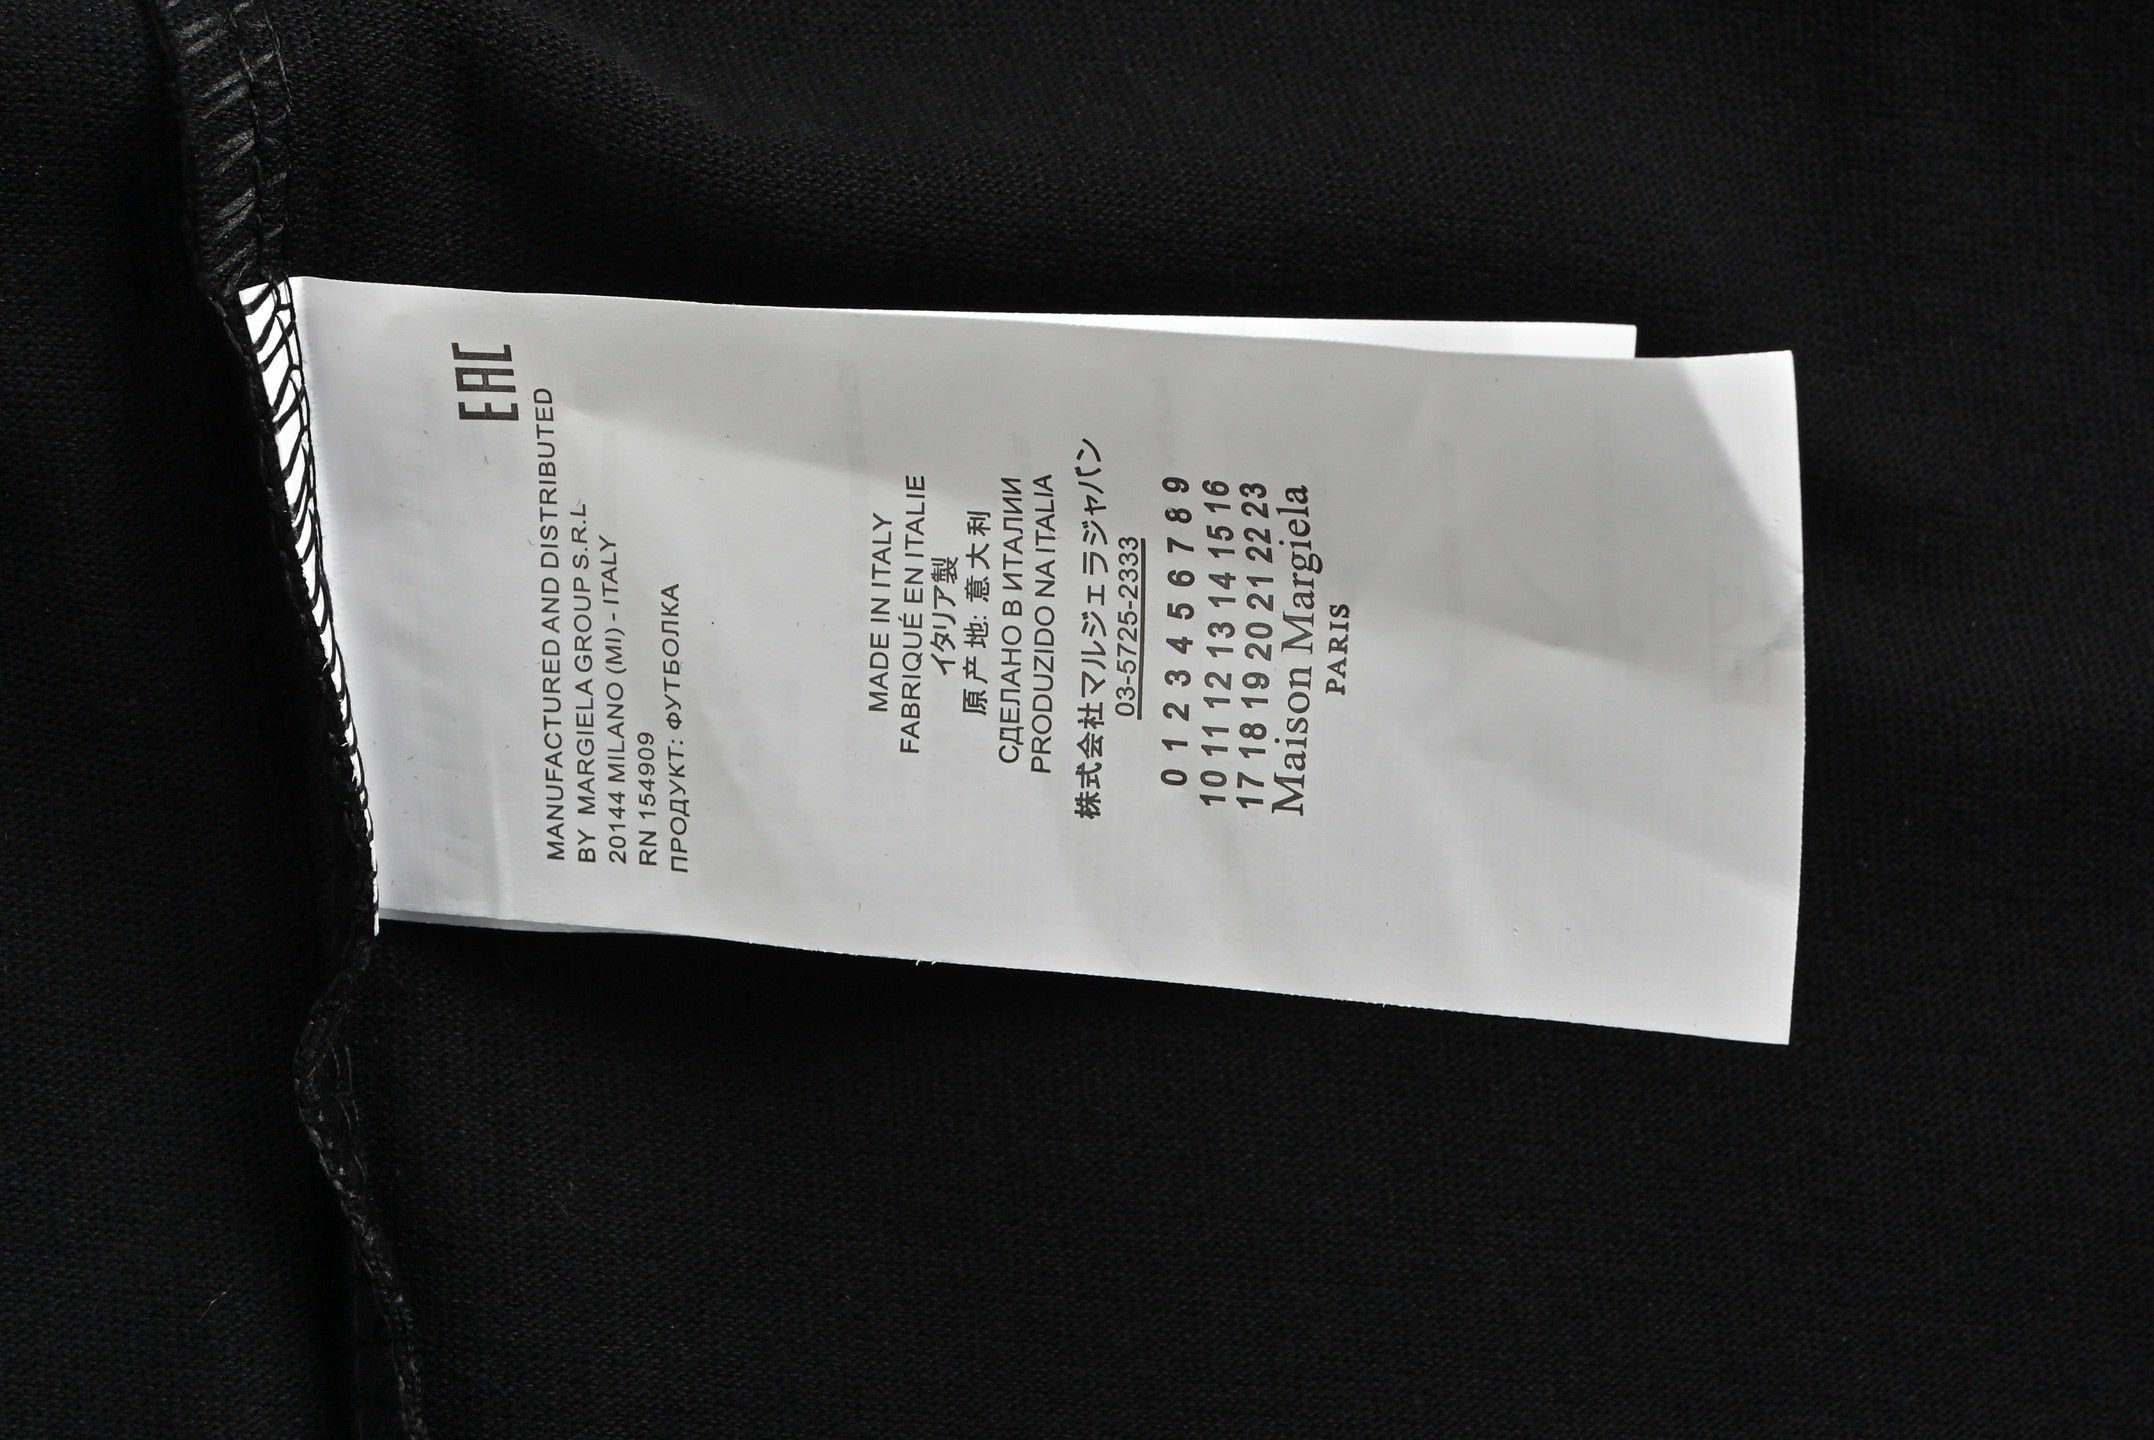 EAC
MANUFACTURED AND DISTRIBUTED
BY MARGIELA GROUP S.R.L
20144 MILANO (MI) - ITALY
RN 154909
ПРОДУКТ: ФУТБОЛКА
MADE IN ITALY
FABRIQUÉ EN ITALIE
イタリア製
原产地: 意大利
СДЕЛАНО В ИТАЛИИ
PRODUZIDO NA ITALIA
株式会社マルジェラジャパン
03-5725-2333
0 1 2 3 4 5 6 7 8 9
10 11 12 13 14 15 16
17 18 19 20 21 22 23
Maison Margiela
PARIS